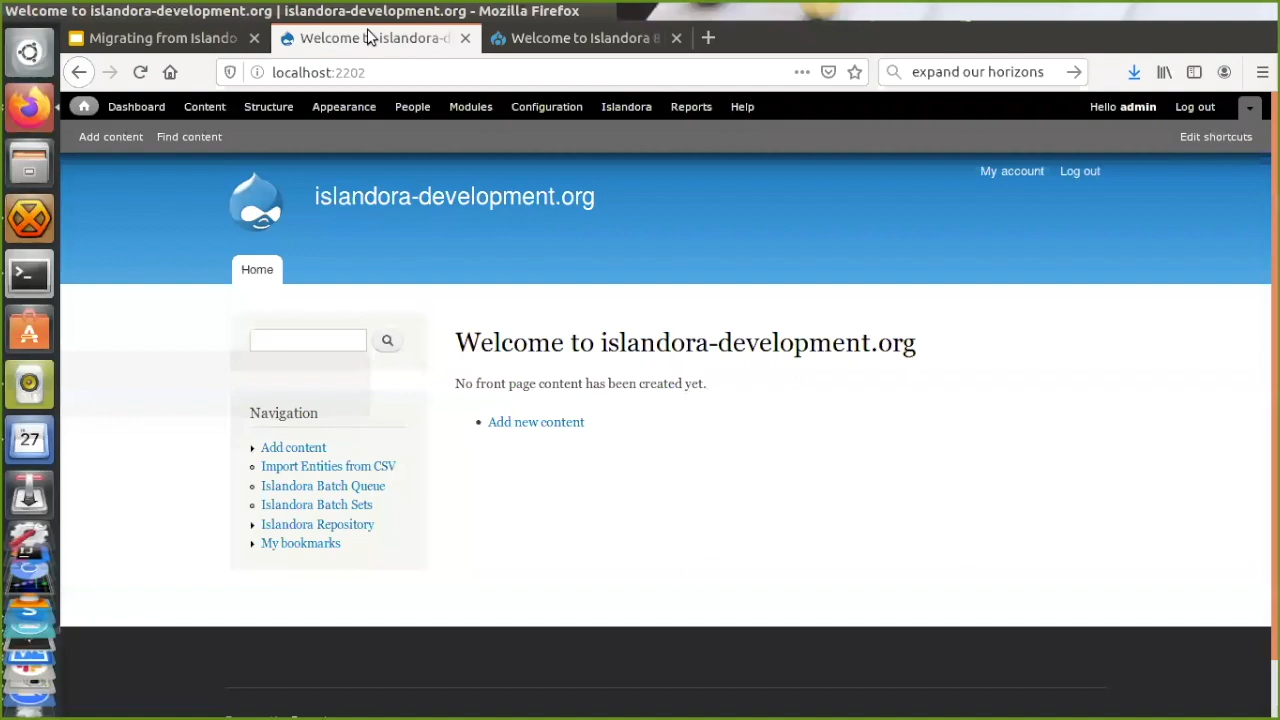 Welcome to islandora-development.org | islandora-development.org - Mozilla Firefox
Migrating from Islando
Welcome islandora-d
Welcome to Islandora 8
localhost:2202
expand our horizons
Dashboard Content Structure Appearance People Modules Configuration Islandora Reports Help Hello admin Log out
Add content Find content Edit shortcuts
My account Log out
islandora-development.org
Home
Welcome to islandora-development.org
No front page content has been created yet.
Add new content
Navigation
Add content
Import Entities from CSV
Islandora Batch Queue
Islandora Batch Sets
Islandora Repository
My bookmarks
27